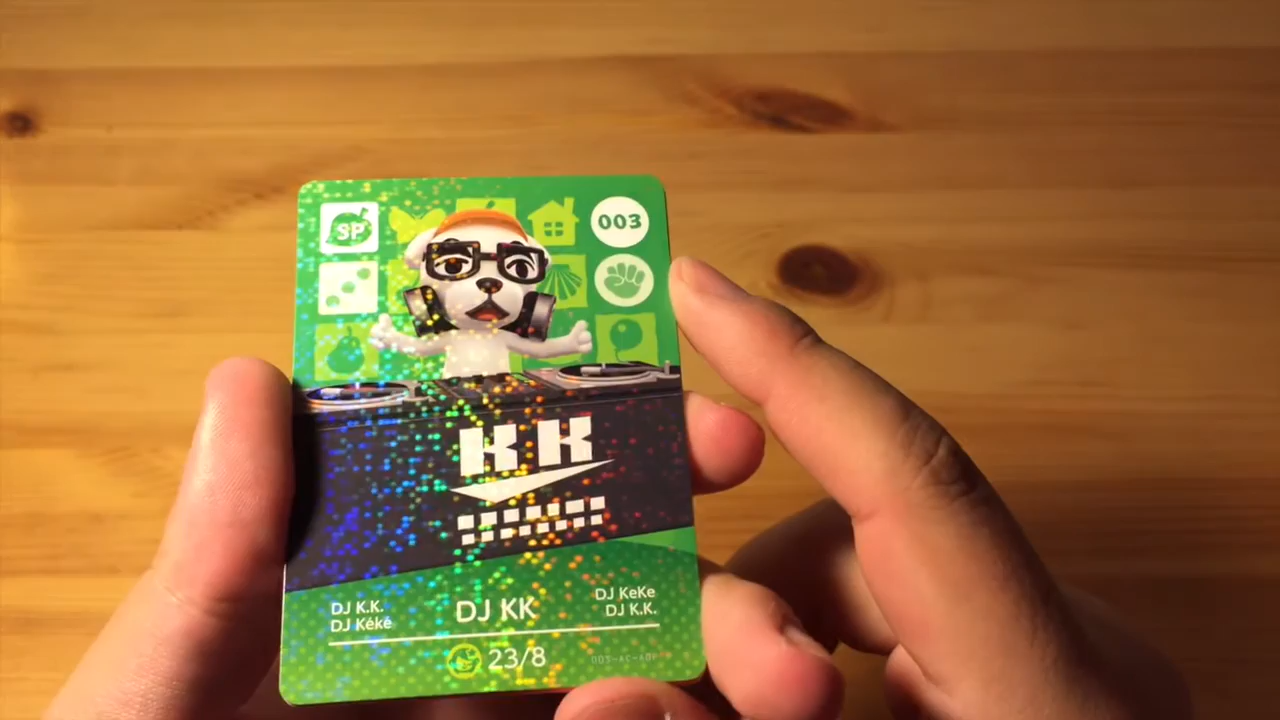 SP
003
KK
DJ K.K.
DJ Kéké
DJ KK
DJ KeKe
DJ K.K.
23/8